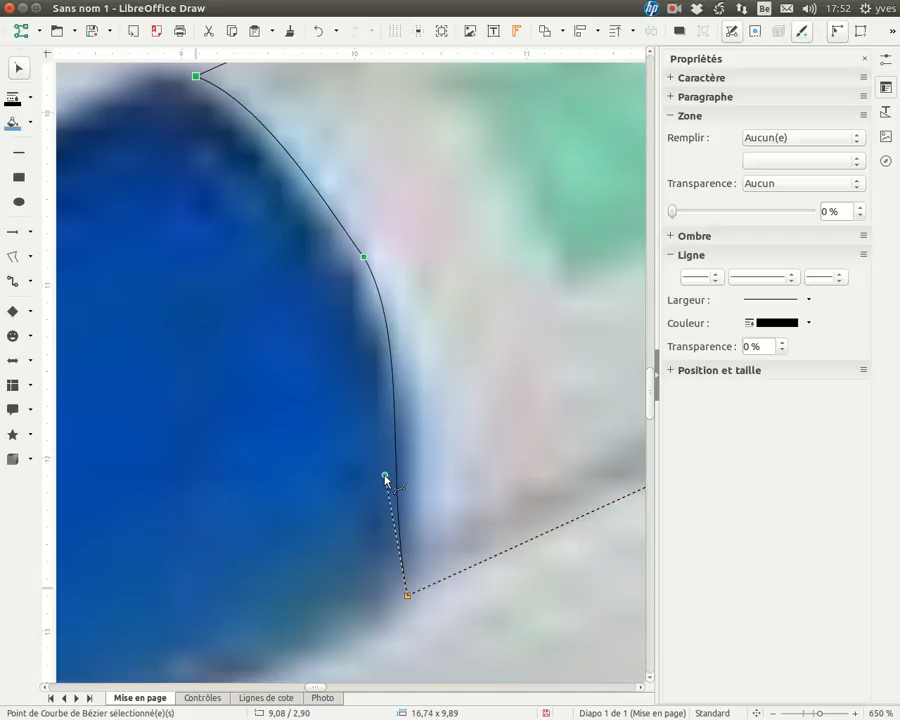 Sans nom 1 - LibreOffice Draw
Be
17:52
yves
9
10
11
10
11
12
13
Propriétés
Caractère
Paragraphe
Zone
Remplir :
Aucun(e)
Transparence :
Aucun
0 %
Ombre
Ligne
Largeur :
Couleur :
Transparence :
0 %
Position et taille
Mise en page
Contrôles
Lignes de cote
Photo
Point de Courbe de Bézier sélectionné(e)(s)
9,08 / 2,90
16,74 x 9,89
Diapo 1 de 1 (Mise en page)
Standard
650 %